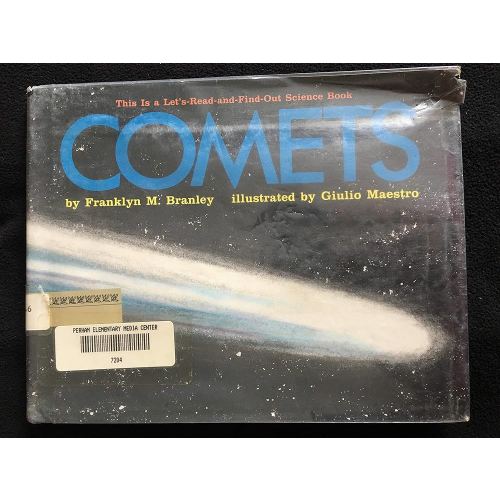 This Is a Let's-Read-and-Find-Out Science Book
COMETS
by Franklyn M. Branley illustrated by Giulio Maestro
6
PERHAM ELEMENTARY MEDIA CENTER
7204